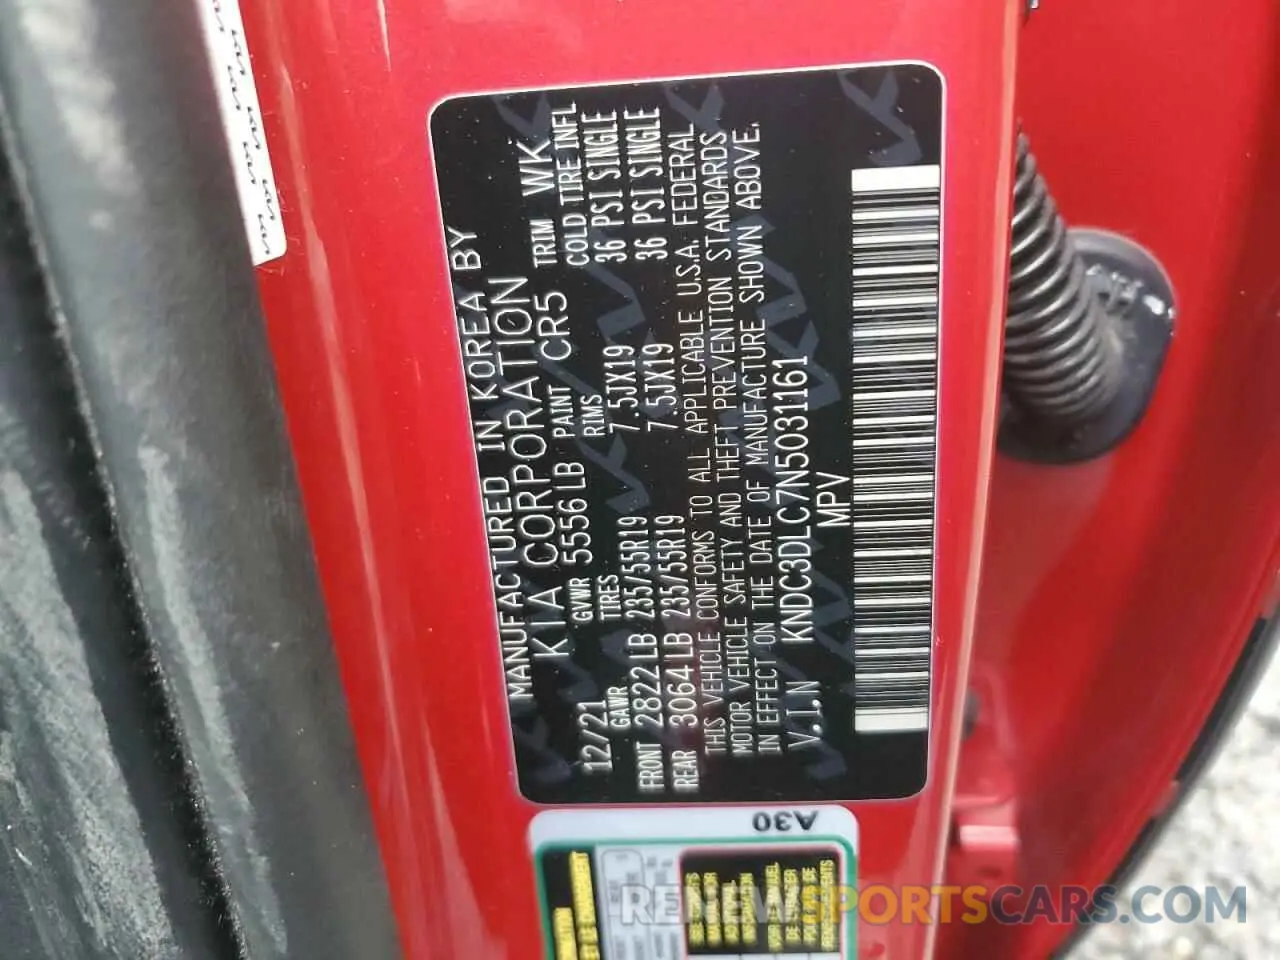 MANUFACTURED IN KOREA BY
KIA CORPORATION
12/21 GVWR 5556 LB PAINT CR5 TRIM WK
GAWR TIRES RIMS COLD TIRE INFL
FRONT 2822 LB 235/55R19 7.5JX19 36 PSI SINGLE
REAR 3064 LB 235/55R19 7.5JX19 36 PSI SINGLE
THIS VEHICLE CONFORMS TO ALL APPLICABLE U.S.A. FEDERAL
MOTOR VEHICLE SAFETY AND THEFT PREVENTION STANDARDS
IN EFFECT ON THE DATE OF MANUFACTURE SHOWN ABOVE.
V.I.N KNDC3DLC7N5031161
MPV
A30
RENEWSPORTSCARS.COM